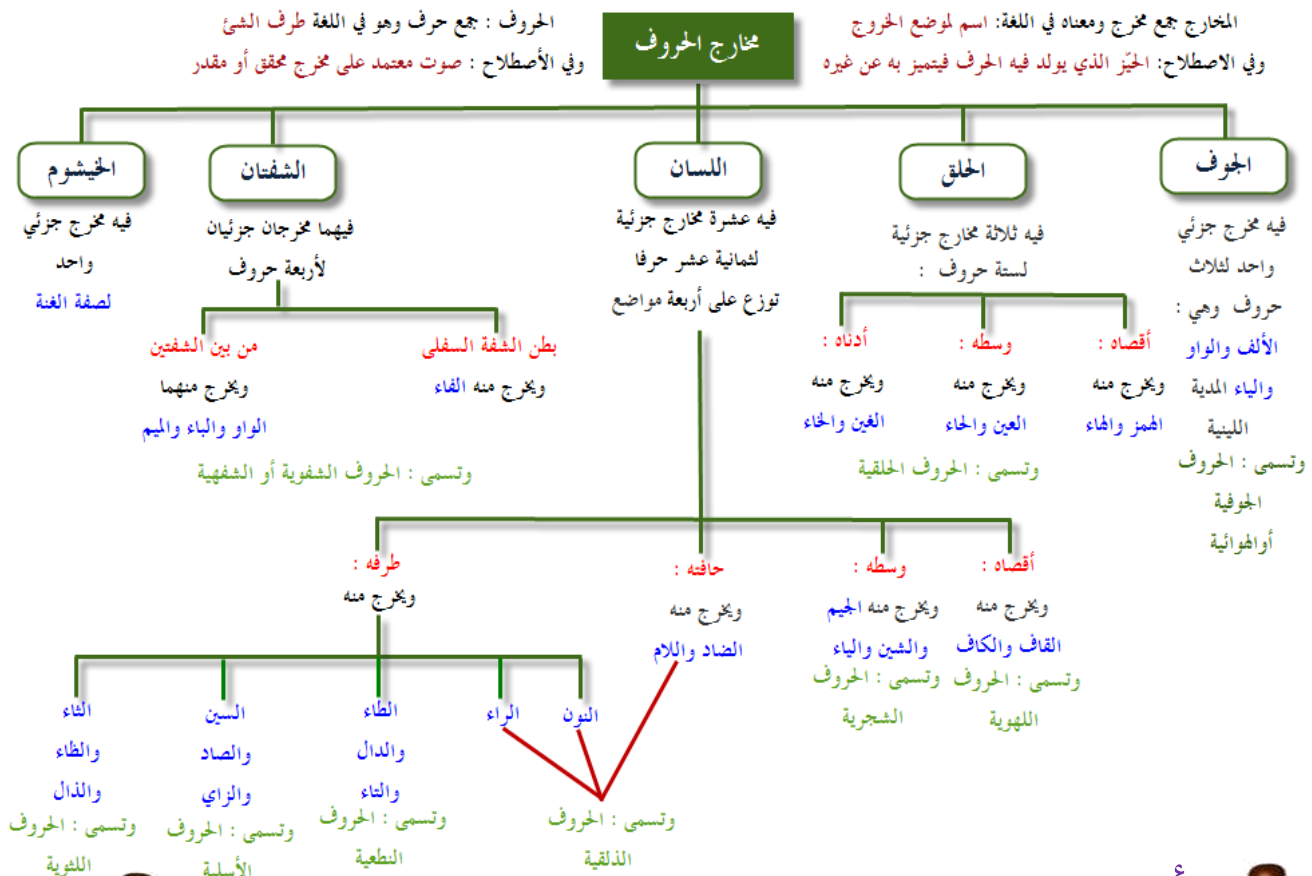 المخارج جمع مخرج ومعناه في اللغة: اسم لموضع الخروج
وفي الاصطلاح: الحيّز الذي يولد فيه الحرف فيتميز به عن غيره
مخارج الحروف
الحروف : جمع حرف وهو في اللغة طرف الشئ
وفي الأصطلاح : صوت معتمد على مخرج محقق أو مقدر
الجوف
فيه مخرج جزئي
واحد لثلاث
حروف وهي :
الألف والواو
والياء المدية
اللينية
وتسمى : الحروف
الجوفية
أوالهوائية
الحلق
فيه ثلاثة مخارج جزئية
لستة حروف :
أقصاه :
ويخرج منه
الهمز والهاء
وسطه :
ويخرج منه
العين والحاء
أدناه :
ويخرج منه
الغين والخاء
وتسمى : الحروف الحلقية
اللسان
فيه عشرة مخارج جزئية
لثمانية عشر حرفا
توزع على أربعة مواضع
أقصاه :
ويخرج منه
القاف والكاف
وتسمى : الحروف
اللهوية
وسطه :
ويخرج منه الجيم
والشين والياء
وتسمى : الحروف
الشجرية
حافته :
ويخرج منه
الضاد واللام
طرفه :
ويخرج منه
النون
الراء
وتسمى : الحروف
الذلقية
الطاء
والدال
والتاء
وتسمى : الحروف
النطعية
السين
والصاد
والزاي
وتسمى : الحروف
الأسلية
الثاء
والظاء
والذال
وتسمى : الحروف
اللثوية
الشفتان
فيهما مخرجان جزئيان
لأربعة حروف
بطن الشفة السفلى
ويخرج منه الفاء
من بين الشفتين
ويخرج منهما
الواو والباء والميم
وتسمى : الحروف الشفوية أو الشفهية
الخيشوم
فيه مخرج جزئي
واحد
لصفة الغنة